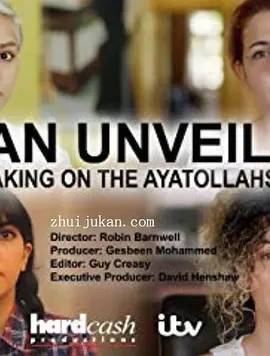 AN UNVEIL
AKING ON THE AYATOLLAHS
zhuijukan.com
Director: Robin Barnwell
Producer: Gesbeen Mohammed
Editor: Guy Creasy
Executive Producer: David Henshaw
hardcash
productions
itv